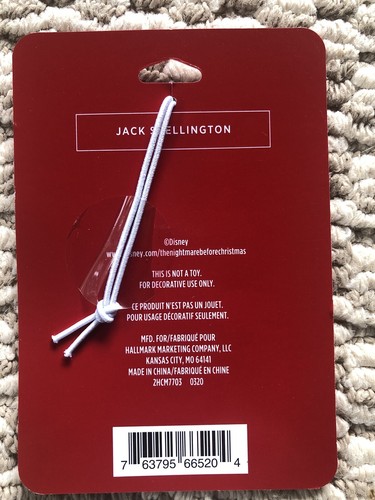 JACK S ELLINGTON
©Disney
w sney.com/thenightmarebeforechristmas
THIS IS NOT A TOY.
FOR DECORATIVE USE ONLY.
CE PRODUIT N'EST PAS UN JOUET.
POUR USAGE DÉCORATIF SEULEMENT.
MFD. FOR/FABRIQUÉ POUR
HALLMARK MARKETING COMPANY, LLC
KANSAS CITY, MO 64141
MADE IN CHINA/FABRIQUÉ EN CHINE
2HCM7703 0320
7 63795 66520 4